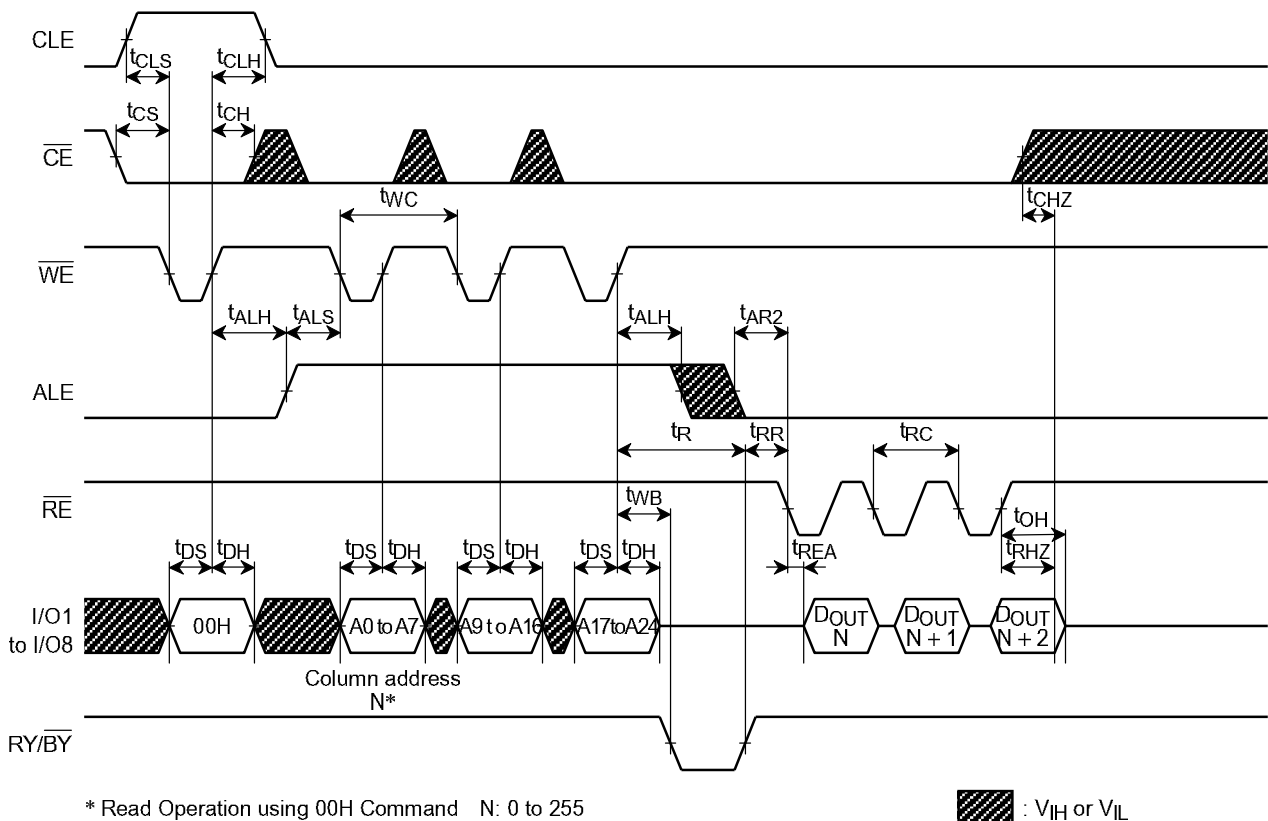 CLE
tCLS
tCLH
tCS
tCH
CE
tCHZ
tWC
WE
tALH
tALS
tALH
tAR2
ALE
tR
tRR
tRC
RE
tWB
tOH
tDS
tDH
tDS
tDH
tDS
tDH
tDS
tDH
tREA
tRHZ
I/O1
to I/O8
00H
A0 to A7
A9 to A16
A17 to A24
DOUT
N
DOUT
N + 1
DOUT
N + 2
Column address
N*
RY/BY
* Read Operation using 00H Command N: 0 to 255
: VIH or VIL